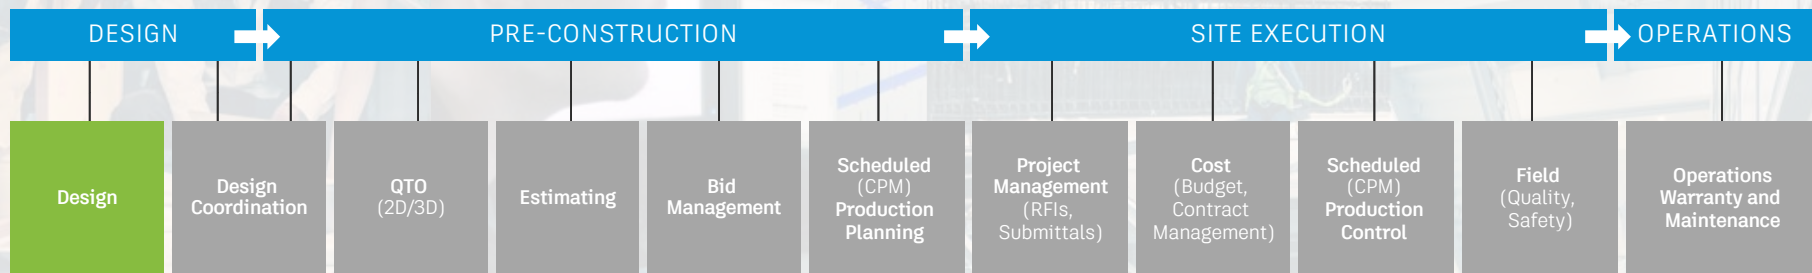 DESIGN
PRE-CONSTRUCTION
SITE EXECUTION
OPERATIONS
Design
Design
Coordination
QTO
(2D/3D)
Estimating
Bid
Management
Scheduled
(CPM)
Production
Planning
Project
Management
(RFIs,
Submittals)
Cost
(Budget,
Contract
Management)
Scheduled
(CPM)
Production
Control
Field
(Quality,
Safety)
Operations
Warranty and
Maintenance